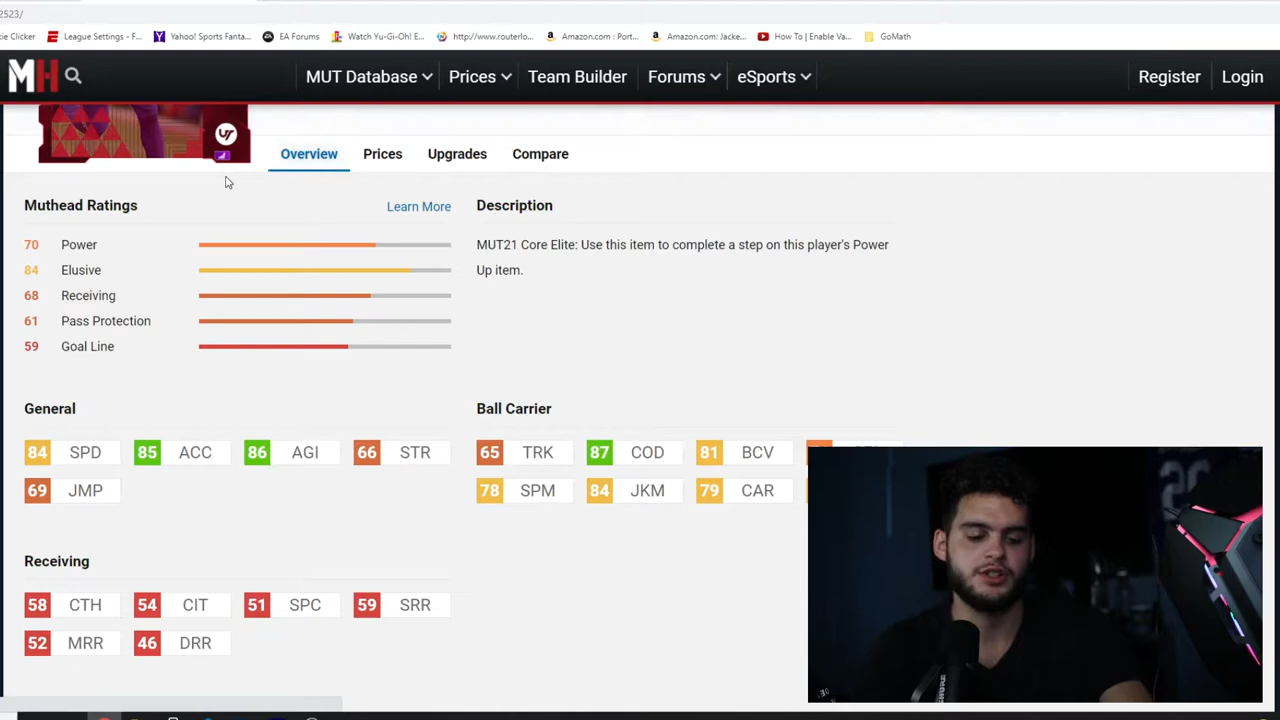 2523/
kie Clicker League Settings - F... Yahoo! Sports Fanta... EA Forums Watch Yu-Gi-Oh! E... http://www.routerlo... Amazon.com : Port... Amazon.com: Jacke... How To | Enable Va... GoMath
MH MUT Database Prices Team Builder Forums eSports Register Login
Overview Prices Upgrades Compare
Muthead Ratings Learn More
70 Power
84 Elusive
68 Receiving
61 Pass Protection
59 Goal Line
Description
MUT21 Core Elite: Use this item to complete a step on this player's Power
Up item.
General
84 SPD 85 ACC 86 AGI 66 STR
69 JMP
Ball Carrier
65 TRK 87 COD 81 BCV
78 SPM 84 JKM 79 CAR
Receiving
58 CTH 54 CIT 51 SPC 59 SRR
52 MRR 46 DRR
26